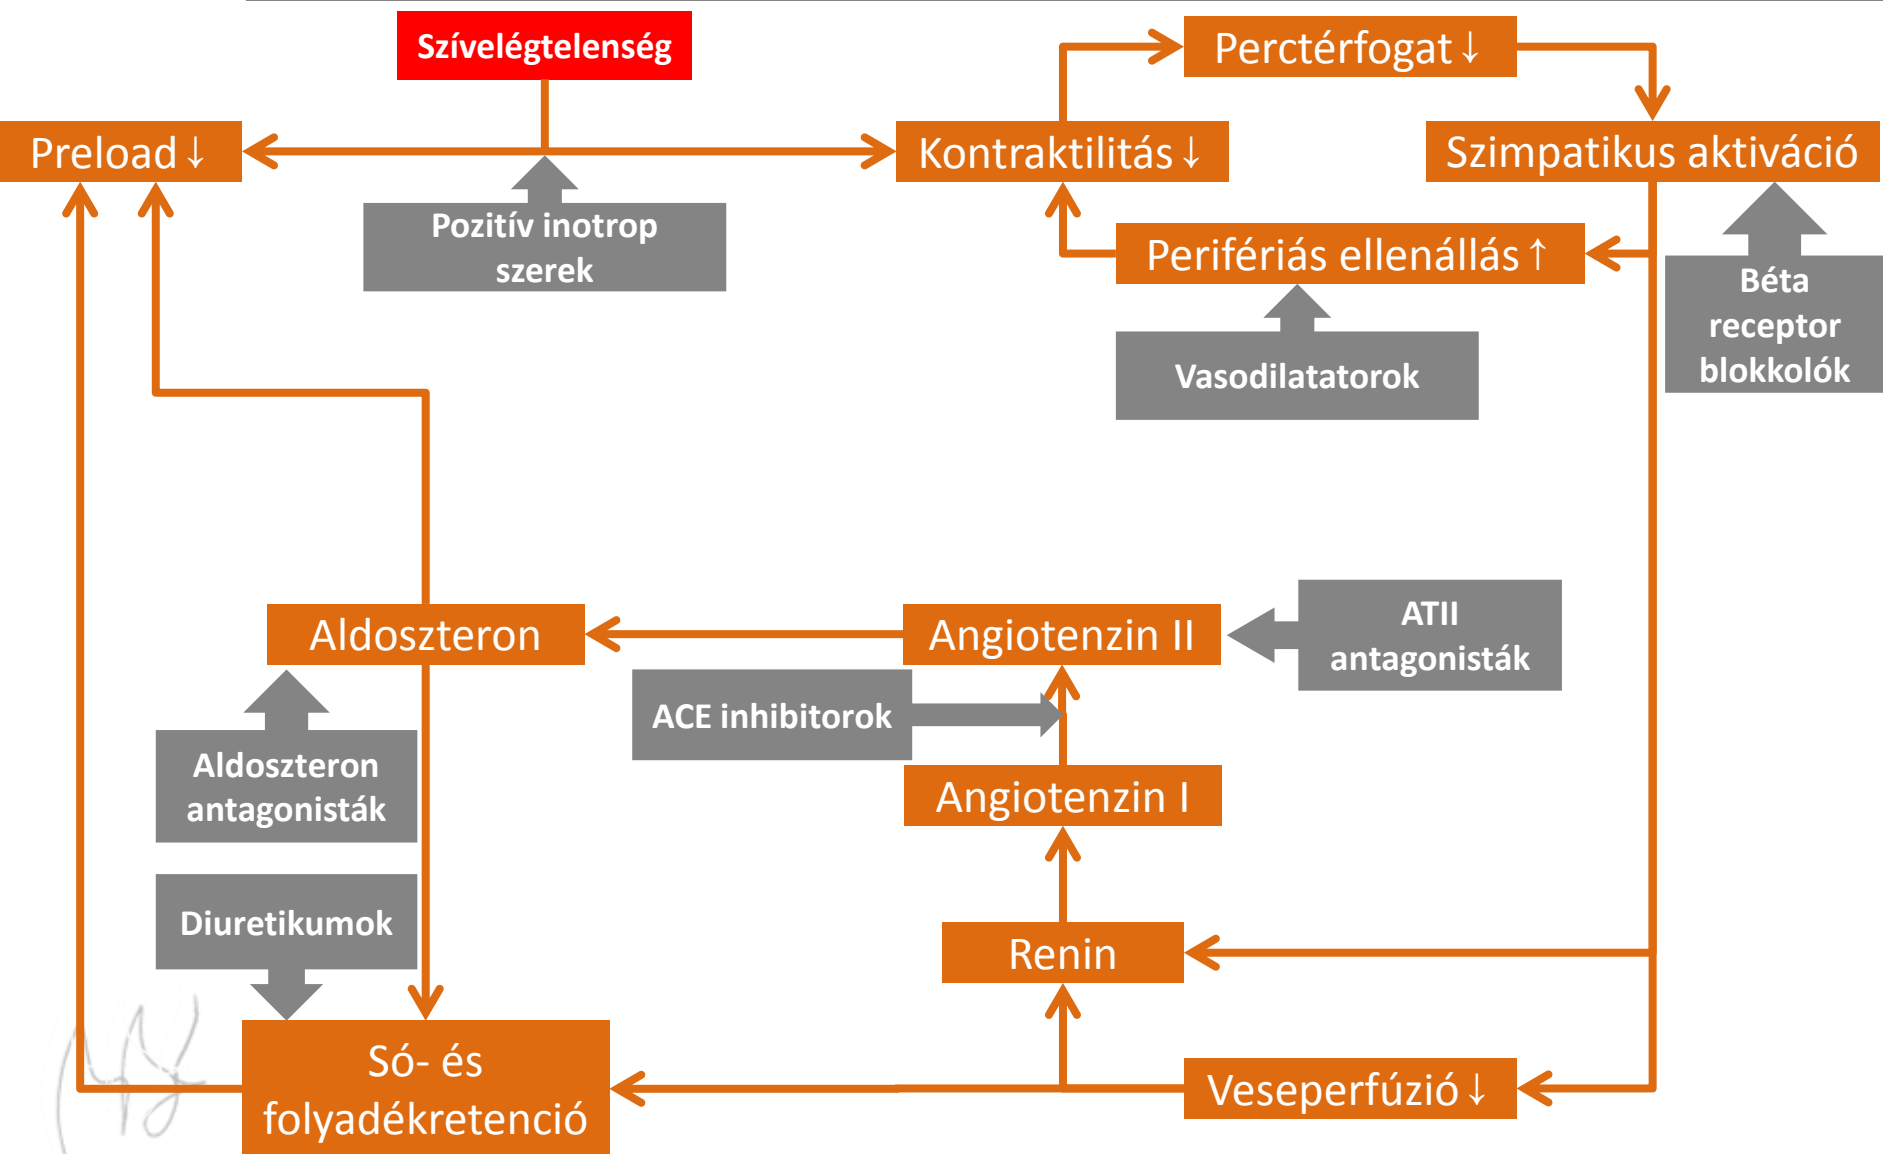 Szívelégtelenség
Perctérfogat↓
Preload↓
Kontraktilitás↓
Szimpatikus aktiváció
Pozitív inotrop
szerek
Perifériás ellenállás↑
Béta
receptor
blokkolók
Vasodilatatorok
Aldoszteron
Angiotenzin II
ATII
antagonisták
ACE inhibitorok
Aldoszteron
antagonisták
Angiotenzin I
Diuretikumok
Renin
Só- és
folyadékretenció
Veseperfúzió↓